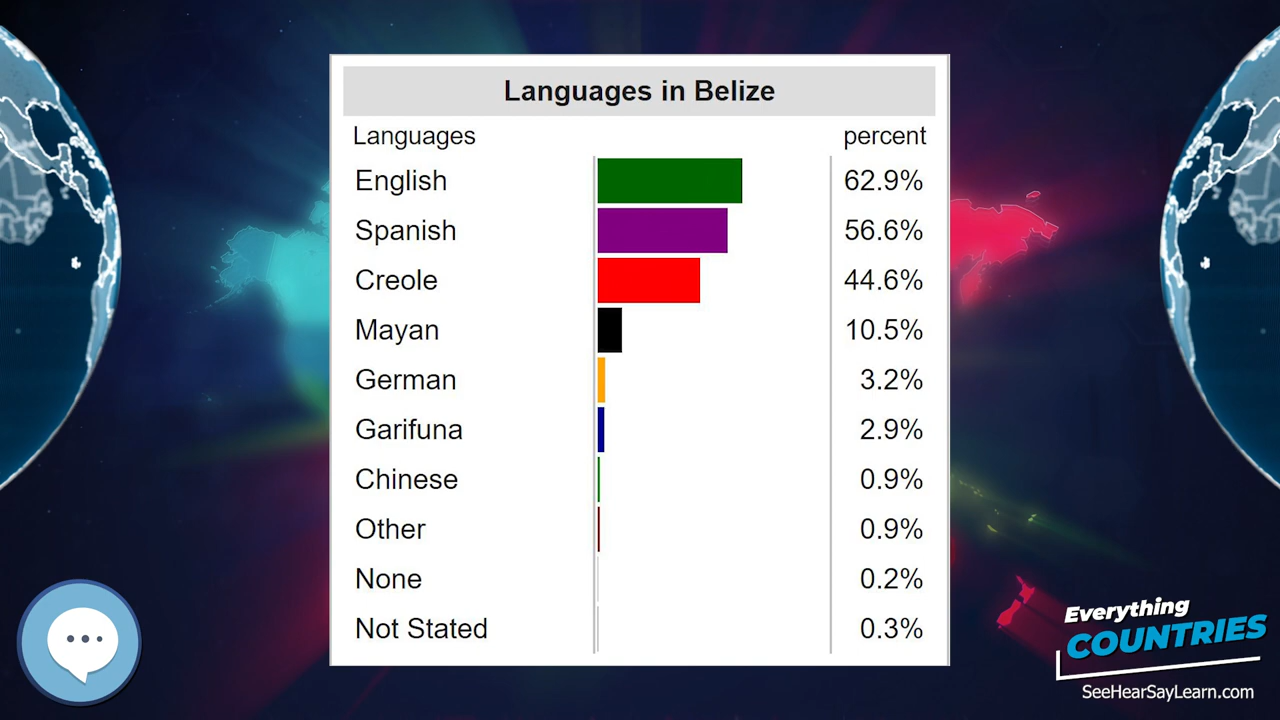 Languages in Belize
Languages percent
English 62.9%
Spanish 56.6%
Creole 44.6%
Mayan 10.5%
German 3.2%
Garifuna 2.9%
Chinese 0.9%
Other 0.9%
None 0.2%
Not Stated 0.3%
Everything
COUNTRIES
SeeHearSayLearn.com